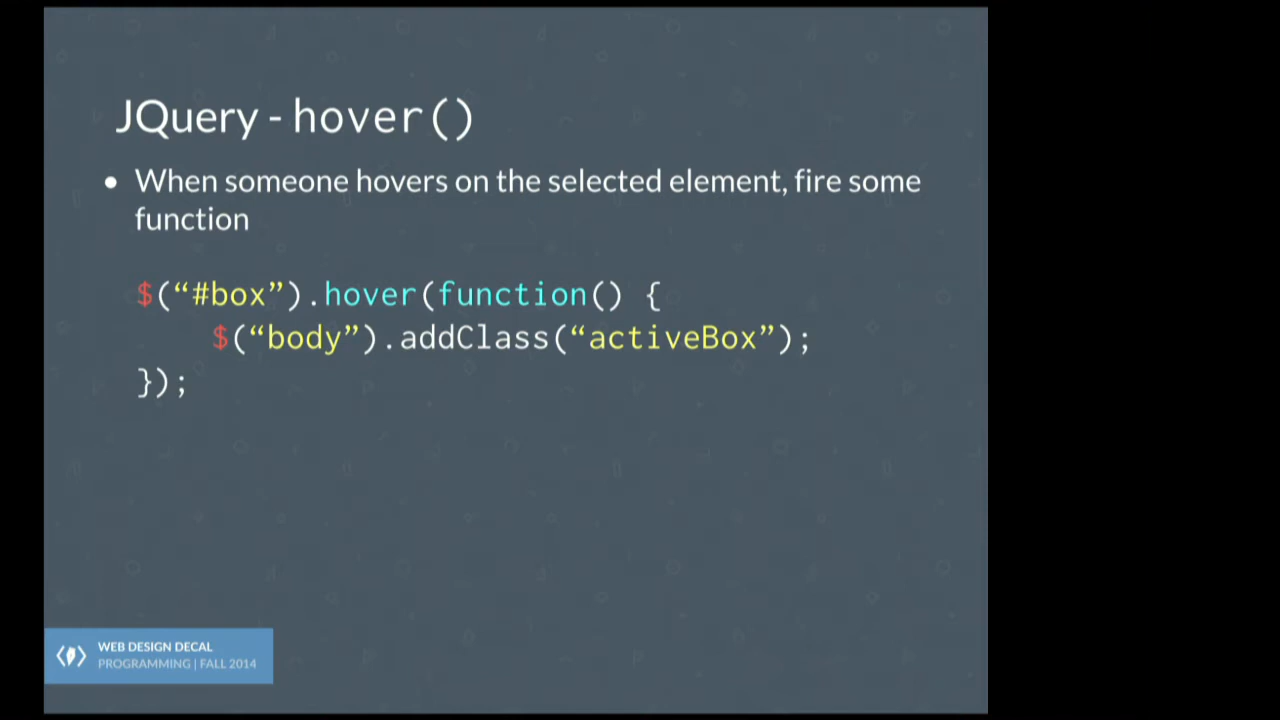 JQuery - hover()
• When someone hovers on the selected element, fire some
function
$(“#box”).hover(function() {
$(“body”).addClass(“activeBox”);
});
WEB DESIGN DECAL
PROGRAMMING | FALL 2014